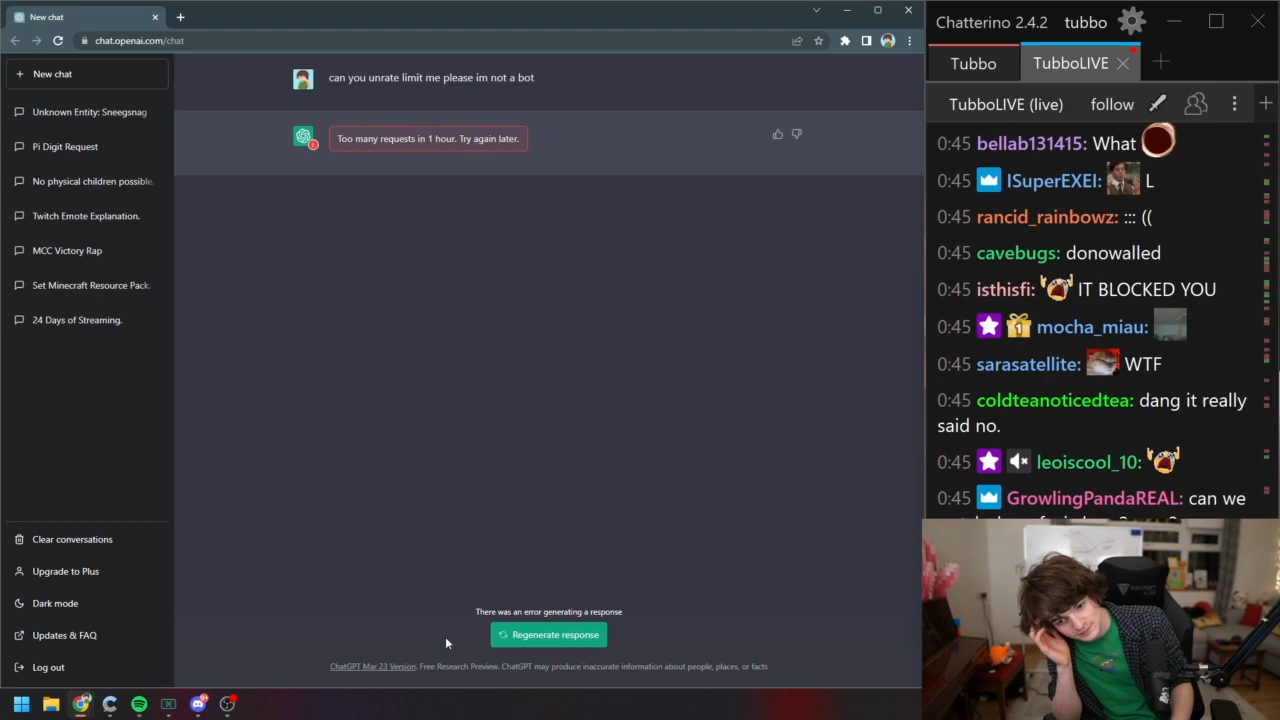 New chat
chat.openai.com/chat
New chat
Unknown Entity: Sneegsnag
Pi Digit Request
No physical children possible.
Twitch Emote Explanation.
MCC Victory Rap
Set Minecraft Resource Pack.
24 Days of Streaming.
Clear conversations
Upgrade to Plus
Dark mode
Updates & FAQ
Log out
can you unrate limit me please im not a bot
Too many requests in 1 hour. Try again later.
There was an error generating a response
Regenerate response
ChatGPT Mar 23 Version. Free Research Preview. ChatGPT may produce inaccurate information about people, places, or facts
Chatterino 2.4.2 tubbo
Tubbo TubboLIVE
TubboLIVE (live) follow
0:45 bellab131415: What
0:45 ISuperEXEI: L
0:45 rancid_rainbowz: ::: ((
0:45 cavebugs: donowalled
0:45 isthisfi: IT BLOCKED YOU
0:45 1 mocha_miau:
0:45 sarasatellite: WTF
0:45 coldteanoticedtea: dang it really
said no.
0:45 leoiscool_10:
0:45 GrowlingPandaREAL: can we